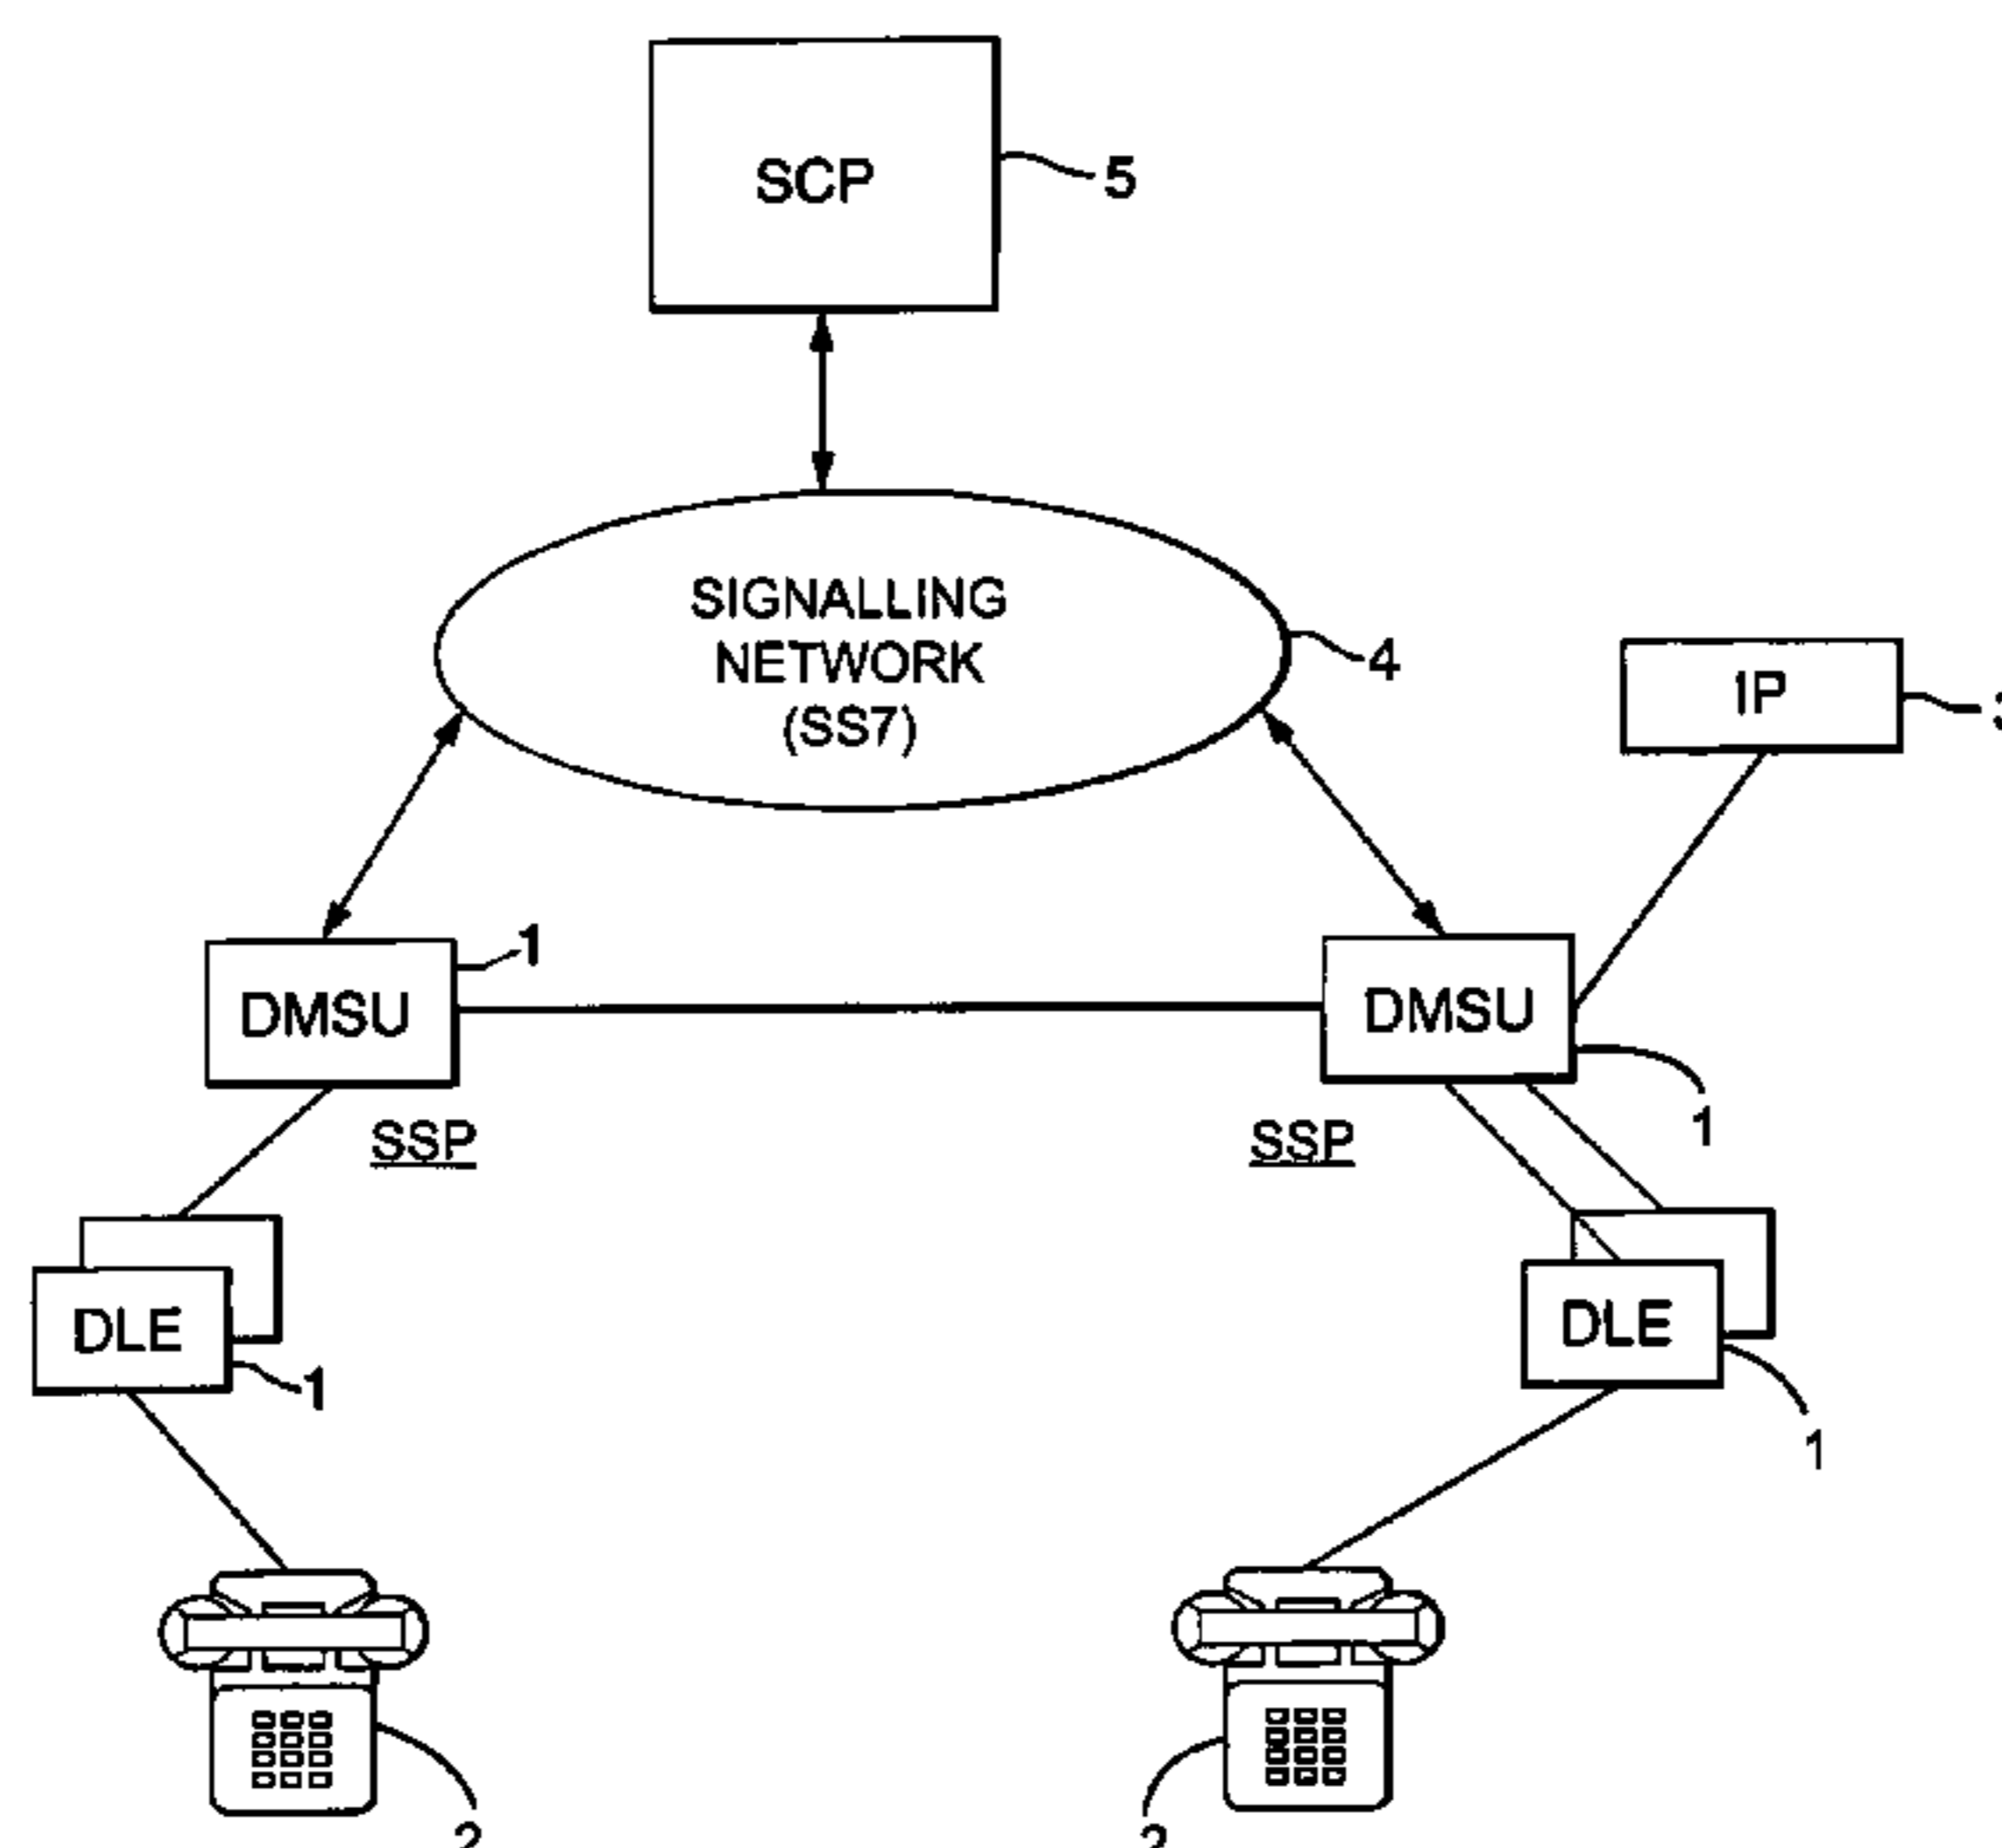 SCP
5
SIGNALLING
NETWORK
(SS7)
4
IP
DMSU
1
DMSU
1
SSP
SSP
DLE
1
DLE
1
2
2